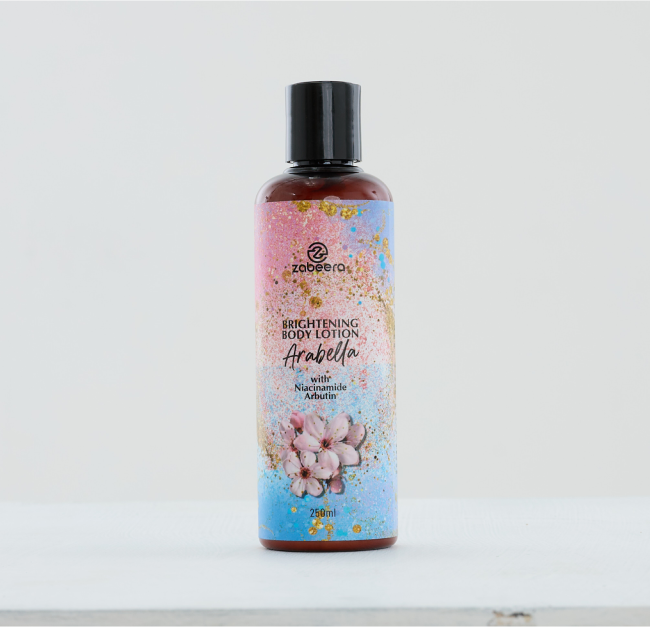 zabeera
BRIGHTENING
BODY LOTION
Arabella
with
Niacinamide
Arbutin
250ml